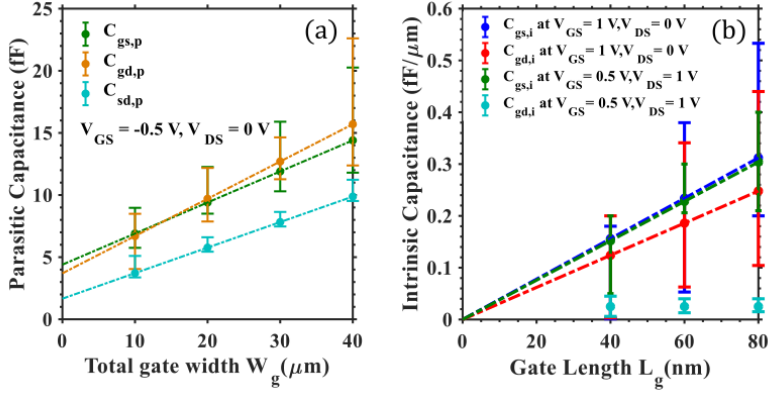 (a)
C_gs,p
C_gd,p
C_sd,p
V_GS = -0.5 V, V_DS = 0 V
Parasitic Capacitance (fF)
25
20
15
10
5
0
0 10 20 30 40
Total gate width W_g(μm)
(b)
C_gs,i at V_GS= 1 V,V_DS= 0 V
C_gd,i at V_GS= 1 V,V_DS= 0 V
C_gs,i at V_GS= 0.5 V,V_DS= 1 V
C_gd,i at V_GS= 0.5 V,V_DS= 1 V
Intrinsic Capacitance (fF/μm)
0.6
0.5
0.4
0.3
0.2
0.1
0
0 10 20 30 40 50 60 70 80
Gate Length L_g(nm)